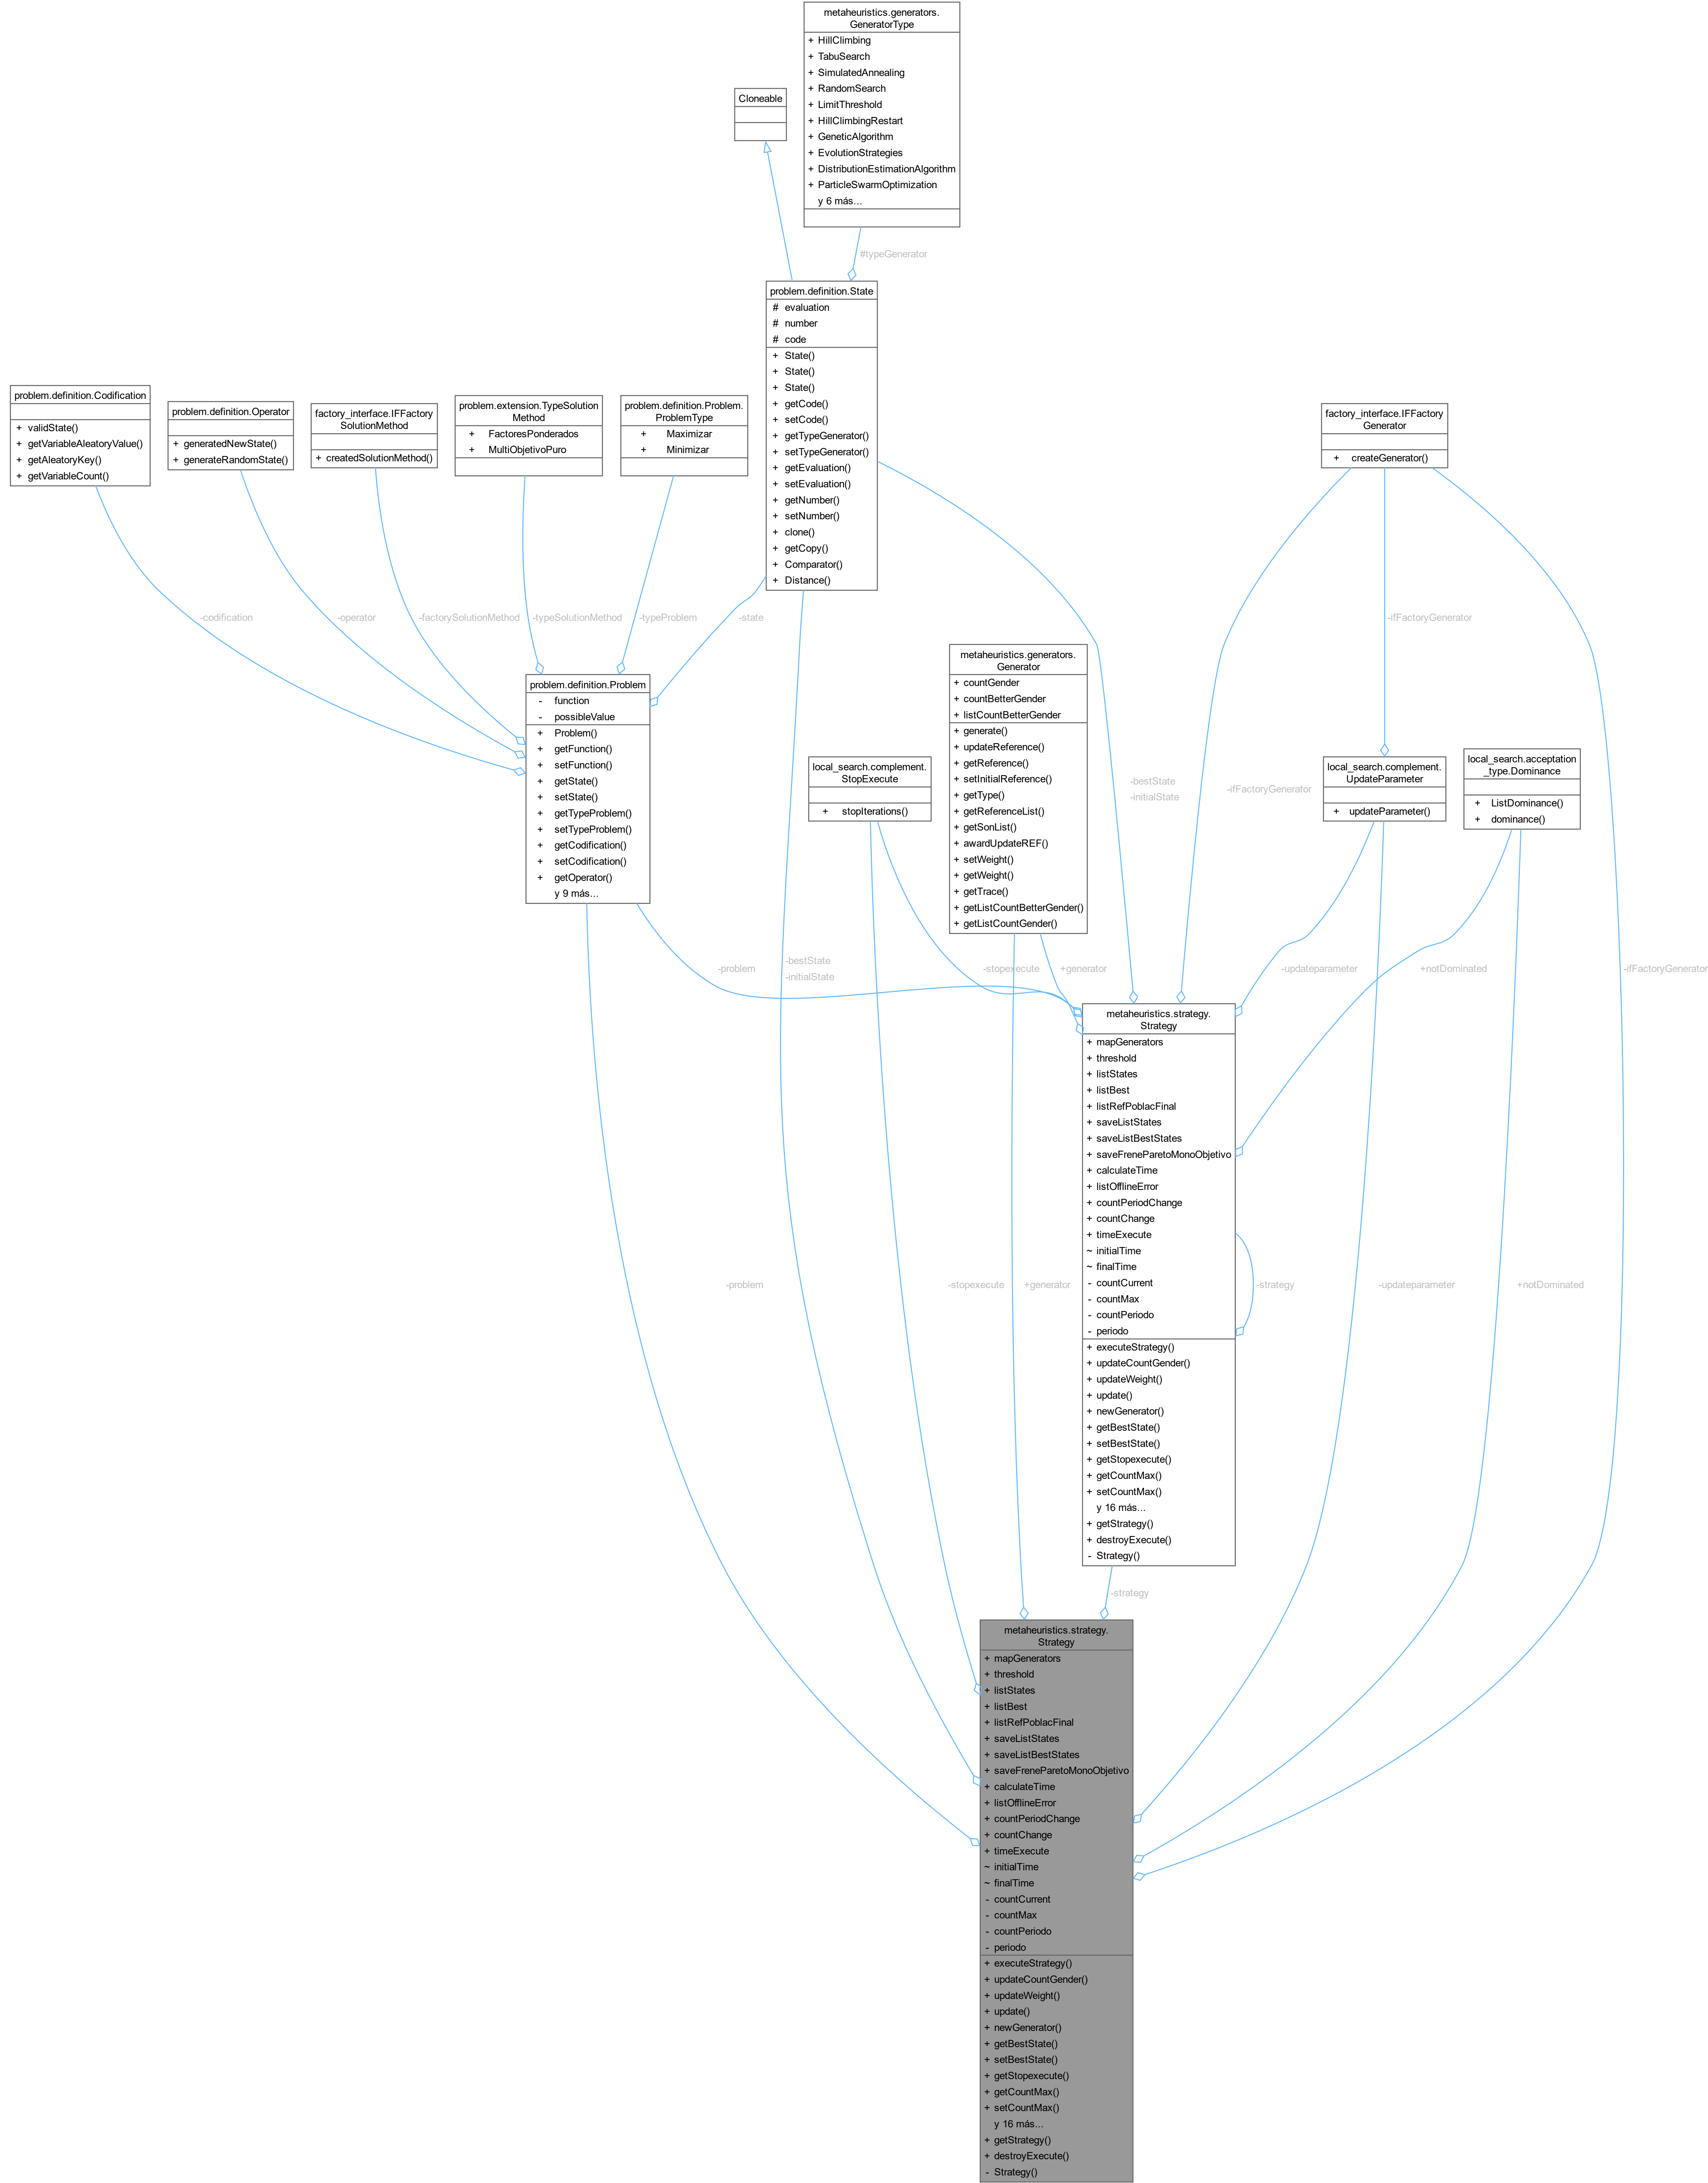 metaheuristics.generators.
GeneratorType
+ HillClimbing
+ TabuSearch
+ SimulatedAnnealing
+ RandomSearch
+ LimitThreshold
+ HillClimbingRestart
+ GeneticAlgorithm
+ EvolutionStrategies
+ DistributionEstimationAlgorithm
+ ParticleSwarmOptimization
y 6 más...
Cloneable
#typeGenerator
problem.definition.State
# evaluation
# number
# code
+ State()
+ State()
+ State()
+ getCode()
+ setCode()
+ getTypeGenerator()
+ setTypeGenerator()
+ getEvaluation()
+ setEvaluation()
+ getNumber()
+ setNumber()
+ clone()
+ getCopy()
+ Comparator()
+ Distance()
problem.definition.Codification
+ validState()
+ getVariableAleatoryValue()
+ getAleatoryKey()
+ getVariableCount()
problem.definition.Operator
+ generatedNewState()
+ generateRandomState()
factory_interface.IFFactory
SolutionMethod
+ createdSolutionMethod()
problem.extension.TypeSolution
Method
+ FactoresPonderados
+ MultiObjetivoPuro
problem.definition.Problem.
ProblemType
+ Maximizar
+ Minimizar
factory_interface.IFFactory
Generator
+ createGenerator()
-codification
-operator
-factorySolutionMethod
-typeSolutionMethod
-typeProblem
-state
-ifFactoryGenerator
problem.definition.Problem
- function
- possibleValue
+ Problem()
+ getFunction()
+ setFunction()
+ getState()
+ setState()
+ getTypeProblem()
+ setTypeProblem()
+ getCodification()
+ setCodification()
+ getOperator()
y 9 más...
metaheuristics.generators.
Generator
+ countGender
+ countBetterGender
+ listCountBetterGender
+ generate()
+ updateReference()
+ getReference()
+ setInitialReference()
+ getType()
+ getReferenceList()
+ getSonList()
+ awardUpdateREF()
+ setWeight()
+ getWeight()
+ getTrace()
+ getListCountBetterGender()
+ getListCountGender()
local_search.complement.
StopExecute
+ stopIterations()
-bestState
-initialState
-ifFactoryGenerator
local_search.complement.
UpdateParameter
+ updateParameter()
local_search.acceptation
_type.Dominance
+ ListDominance()
+ dominance()
-problem
-bestState
-initialState
-stopexecute
+generator
-updateparameter
+notDominated
-ifFactoryGenerator
metaheuristics.strategy.
Strategy
+ mapGenerators
+ threshold
+ listStates
+ listBest
+ listRefPoblacFinal
+ saveListStates
+ saveListBestStates
+ saveFreneParetoMonoObjetivo
+ calculateTime
+ listOfflineError
+ countPeriodChange
+ countChange
+ timeExecute
~ initialTime
~ finalTime
- countCurrent
- countMax
- countPeriodo
- periodo
+ executeStrategy()
+ updateCountGender()
+ updateWeight()
+ update()
+ newGenerator()
+ getBestState()
+ setBestState()
+ getStopexecute()
+ getCountMax()
+ setCountMax()
y 16 más...
+ getStrategy()
+ destroyExecute()
- Strategy()
-problem
-stopexecute
+generator
-strategy
-updateparameter
+notDominated
-strategy
metaheuristics.strategy.
Strategy
+ mapGenerators
+ threshold
+ listStates
+ listBest
+ listRefPoblacFinal
+ saveListStates
+ saveListBestStates
+ saveFreneParetoMonoObjetivo
+ calculateTime
+ listOfflineError
+ countPeriodChange
+ countChange
+ timeExecute
~ initialTime
~ finalTime
- countCurrent
- countMax
- countPeriodo
- periodo
+ executeStrategy()
+ updateCountGender()
+ updateWeight()
+ update()
+ newGenerator()
+ getBestState()
+ setBestState()
+ getStopexecute()
+ getCountMax()
+ setCountMax()
y 16 más...
+ getStrategy()
+ destroyExecute()
- Strategy()